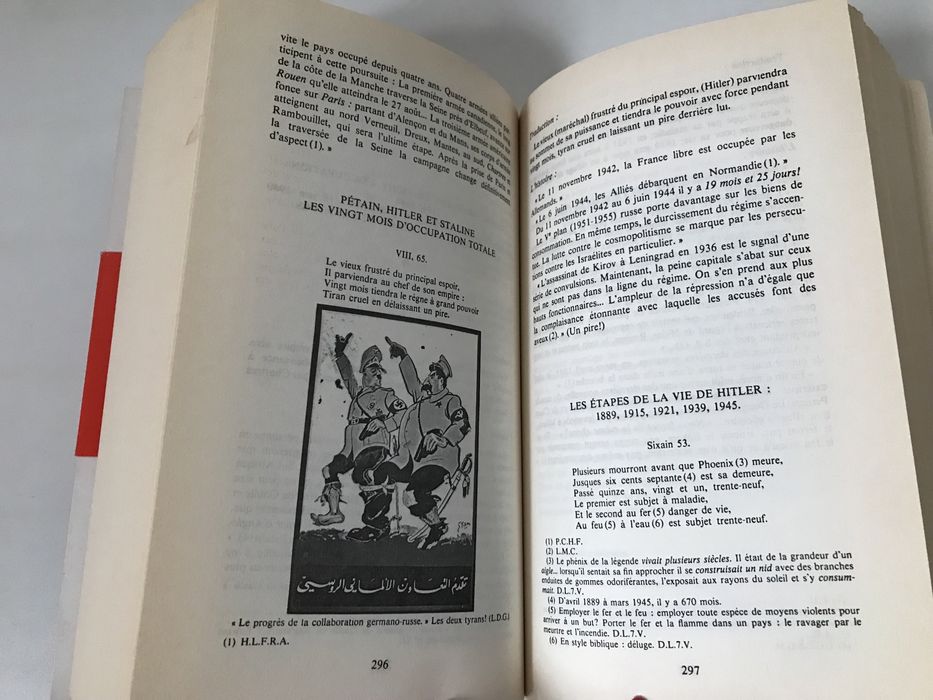 vite le pays occupé depuis quatre ans. Quatre armées alliées par-
ticipent à cette poursuite : La première armée canadienne, le long
de la côte de la Manche traverse la Seine près d'Elbeuf, investit
Rouen qu'elle atteindra le 27 août... La troisième armée américaine
fonce sur Paris : partant d'Alençon et du Mans, ses corps d'armée
atteignent au nord Verneuil, Dreux, Mantes, au sud, Chartres et
Rambouillet, qui sera l'ultime étape. Après la prise de Paris et
la traversée de la Seine la campagne change définitivement
d'aspect (1). »
PÉTAIN, HITLER ET STALINE
LES VINGT MOIS D'OCCUPATION TOTALE
VIII, 65.
Le vieux frustré du principal espoir,
Il parviendra au chef de son empire :
Vingt mois tiendra le règne à grand pouvoir
Tiran cruel en délaissant un pire.
تقدم التعاون الألماني الروسي
« Le progrès de la collaboration germano-russe. » Les deux tyrans! (L.D.G.)
(1) H.L.F.R.A.
296
Traduction :
Le vieux (maréchal) frustré du principal espoir, (Hitler) parviendra
au sommet de sa puissance et tiendra le pouvoir avec force pendant
vingt mois, tyran cruel en laissant un pire derrière lui.
L'histoire :
« Le 11 novembre 1942, la France libre est occupée par les
Allemands. »
« Le 6 juin 1944, les Alliés débarquent en Normandie (1). »
Du 11 novembre 1942 au 6 juin 1944 il y a 19 mois et 25 jours!
Le Vᵉ plan (1951-1955) russe porte davantage sur les biens de
consommation. En même temps, le durcissement du régime s'accen-
tue. La lutte contre le cosmopolitisme se marque par des persecu-
tions contre les Israélites en particulier. »
« L'assassinat de Kirov à Leningrad en 1936 est le signal d'une
série de convulsions. Maintenant, la peine capitale s'abat sur ceux
qui ne sont pas dans la ligne du régime. On s'en prend aux plus
hauts fonctionnaires... L'ampleur de la répression n'a d'égale que
la complaisance étonnante avec laquelle les accusés font des
aveux (2). » (Un pire!)
LES ÉTAPES DE LA VIE DE HITLER :
1889, 1915, 1921, 1939, 1945.
Sixain 53.
Plusieurs mourront avant que Phoenix (3) meure,
Jusques six cents septante (4) est sa demeure,
Passé quinze ans, vingt et un, trente-neuf,
Le premier est subjet à maladie,
Et le second au fer (5) danger de vie,
Au feu (5) à l'eau (6) est subjet trente-neuf.
(1) P.C.H.F.
(2) L.M.C.
(3) Le phénix de la légende vivait plusieurs siècles. Il était de la grandeur d'un
aigle... lorsqu'il sentait sa fin approcher il se construisait un nid avec des branches
enduites de gommes odoriférantes, l'exposait aux rayons du soleil et s'y consum-
mait. D.L.7.V.
(4) D'avril 1889 à mars 1945, il y a 670 mois.
(5) Employer le fer et le feu : employer toute espèce de moyens violents pour
arriver à un but? Porter le fer et la flamme dans un pays : le ravager par le
meurtre et l'incendie. D.L.7.V.
(6) En style biblique : déluge. D.L.7.V.
297